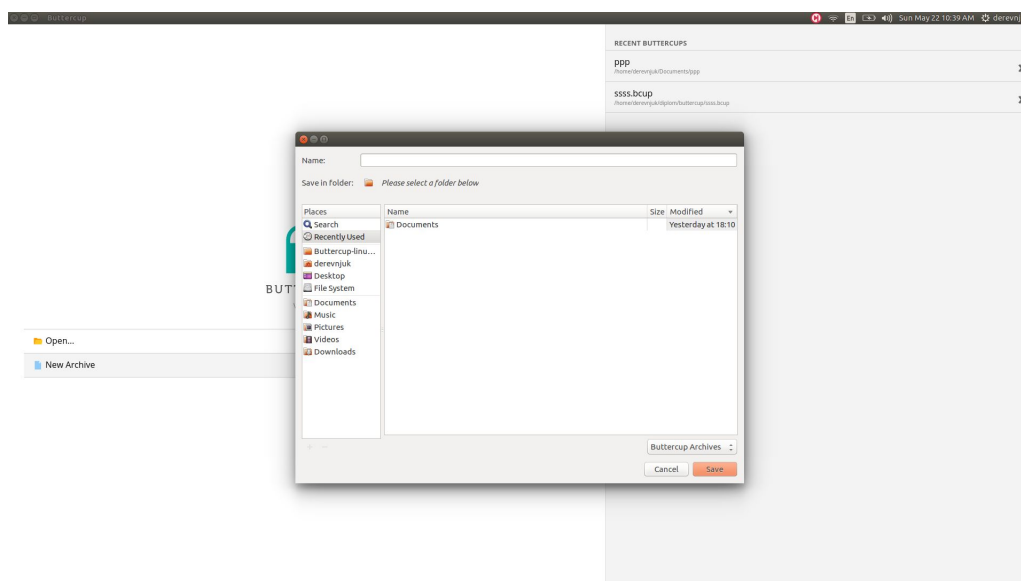 Buttercup
En
Sun May 22 10:39 AM
RECENT BUTTERCUPS
ppp
/home/derevnjuk/Documents/ppp
ssss.bcup
/home/derevnjuk/diplom/buttercup/ssss.bcup
BUT
Open...
New Archive
Name:
Save in folder:
Please select a folder below
Places
Search
Recently Used
Buttercup-linu...
derevnjuk
Desktop
File System
Documents
Music
Pictures
Videos
Downloads
Name Size Modified
Documents Yesterday at 18:10
Buttercup Archives
Cancel Save